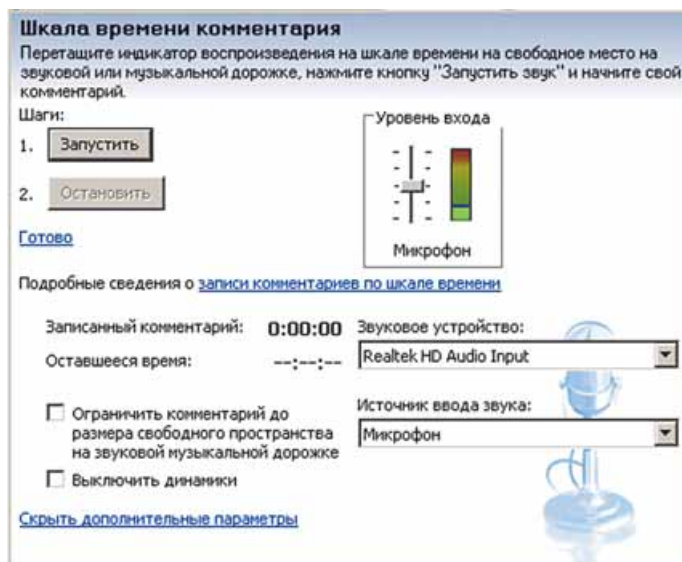 Шкала времени комментария
Перетащите индикатор воспроизведения на шкале времени на свободное место на
звуковой или музыкальной дорожке, нажмите кнопку "Запустить звук" и начните свой
комментарий.
Шаги:
1. Запустить
2. Остановить
Готово
Уровень входа
Микрофон
Подробные сведения о записи комментариев по шкале времени
Записанный комментарий: 0:00:00
Оставшееся время: --:--:--
Ограничить комментарий до
размера свободного пространства
на звуковой музыкальной дорожке
Выключить динамики
Звуковое устройство:
Realtek HD Audio Input
Источник ввода звука:
Микрофон
Скрыть дополнительные параметры